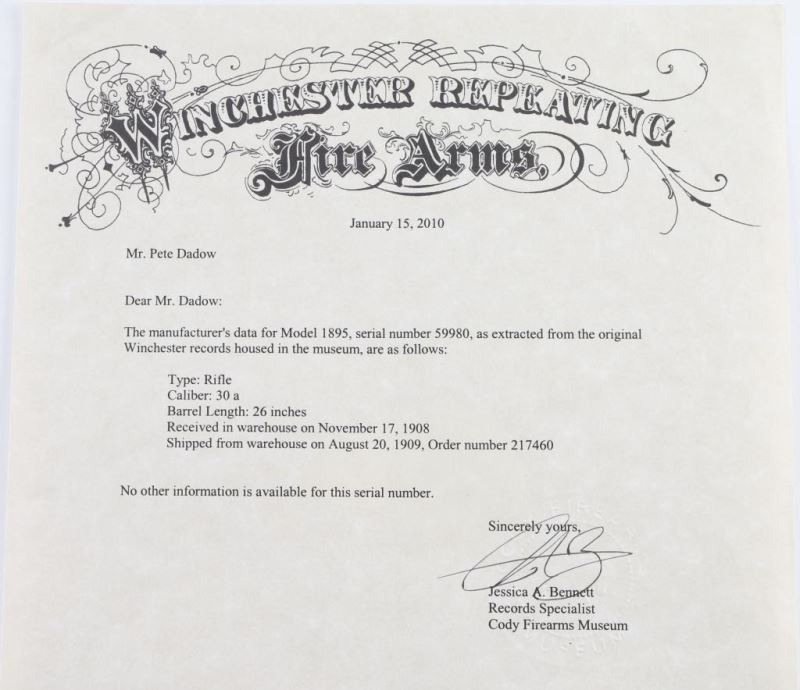 WINCHESTER REPEATING
Fire Arms,
January 15, 2010
Mr. Pete Dadow
Dear Mr. Dadow:
The manufacturer's data for Model 1895, serial number 59980, as extracted from the original
Winchester records housed in the museum, are as follows:
Type: Rifle
Caliber: 30 a
Barrel Length: 26 inches
Received in warehouse on November 17, 1908
Shipped from warehouse on August 20, 1909, Order number 217460
No other information is available for this serial number.
Sincerely yours,
Jessica A. Bennett
Records Specialist
Cody Firearms Museum